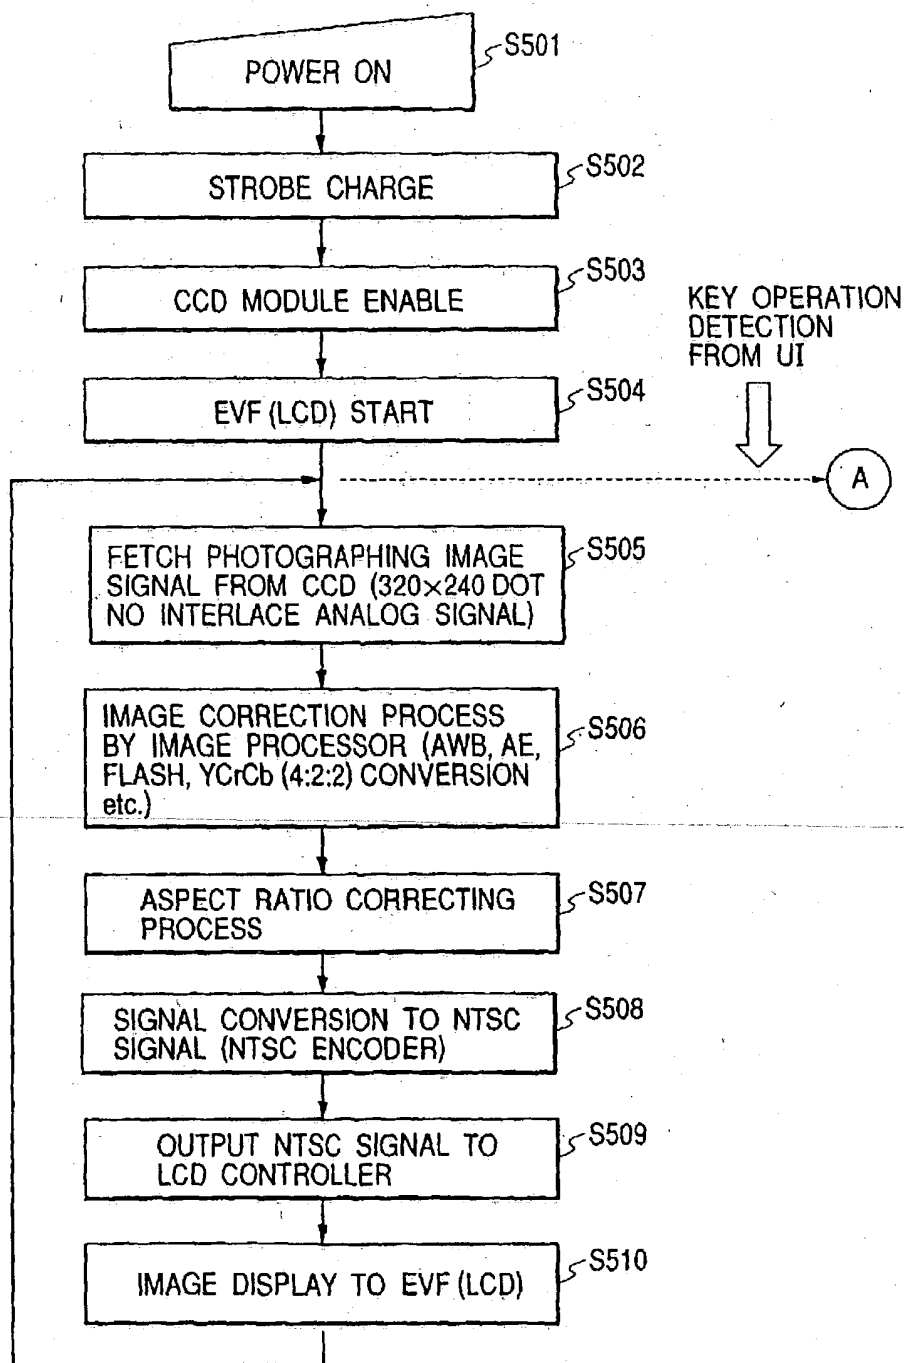 POWER ON
S501
STROBE CHARGE
S502
CCD MODULE ENABLE
S503
KEY OPERATION
DETECTION
FROM UI
EVF (LCD) START
S504
A
FETCH PHOTOGRAPHING IMAGE
SIGNAL FROM CCD (320×240 DOT
NO INTERLACE ANALOG SIGNAL)
S505
IMAGE CORRECTION PROCESS
BY IMAGE PROCESSOR (AWB, AE,
FLASH, YCrCb (4:2:2) CONVERSION
etc.)
S506
ASPECT RATIO CORRECTING
PROCESS
S507
SIGNAL CONVERSION TO NTSC
SIGNAL (NTSC ENCODER)
S508
OUTPUT NTSC SIGNAL TO
LCD CONTROLLER
S509
IMAGE DISPLAY TO EVF (LCD)
S510